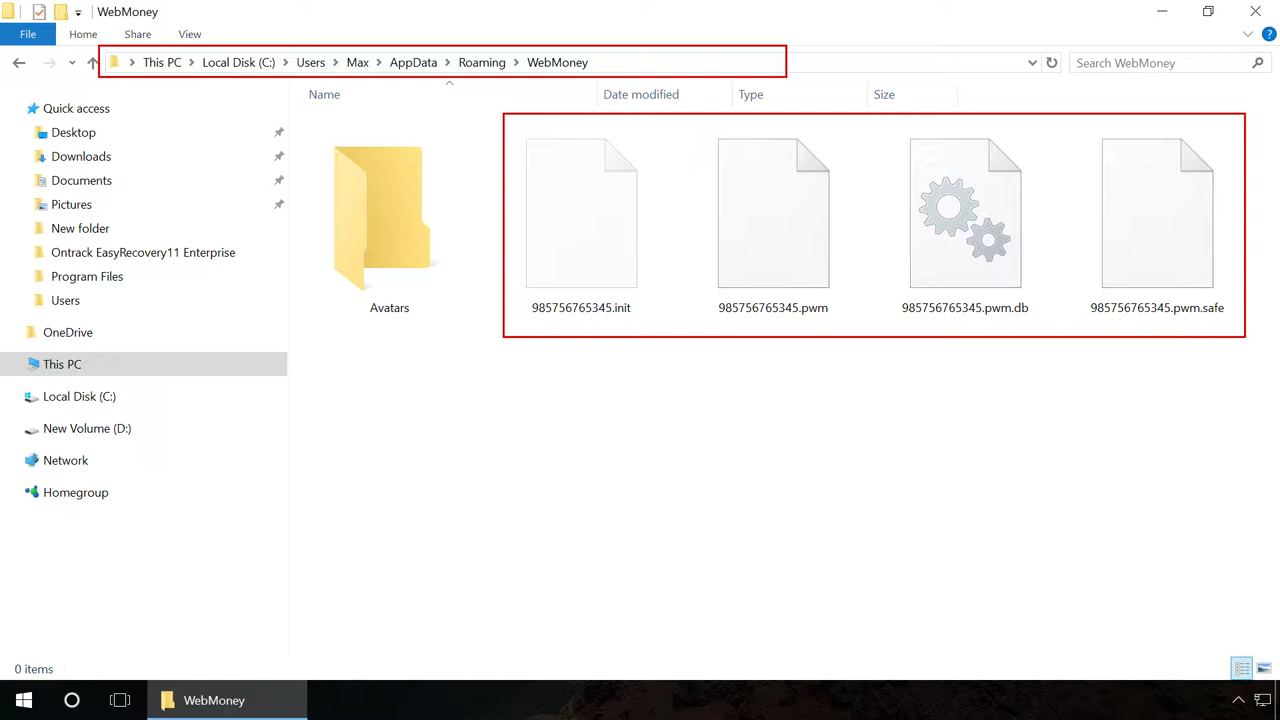 WebMoney
File Home Share View
This PC Local Disk (C:) Users Max AppData Roaming WebMoney
Search WebMoney
Name Date modified Type Size
Quick access
Desktop
Downloads
Documents
Pictures
New folder
Ontrack EasyRecovery11 Enterprise
Program Files
Users
OneDrive
This PC
Local Disk (C:)
New Volume (D:)
Network
Homegroup
Avatars
985756765345.init
985756765345.pwm
985756765345.pwm.db
985756765345.pwm.safe
0 items
WebMoney